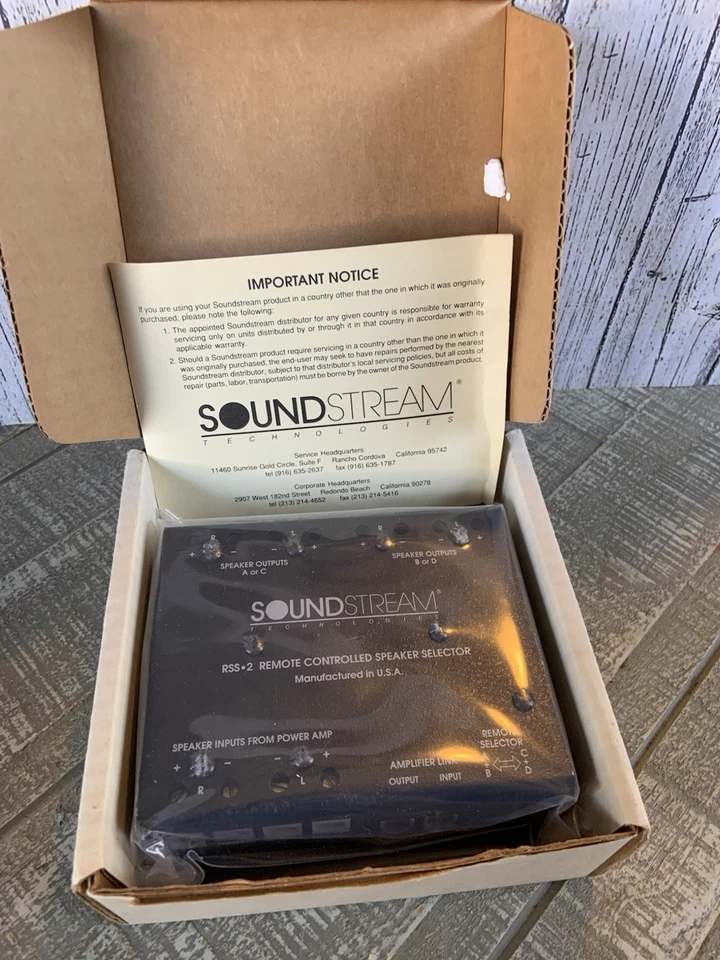 IMPORTANT NOTICE
If you are using your Soundstream product in a country other that the one in which it was originally
purchased, please note the following:
1. The appointed Soundstream distributor for any given country is responsible for warranty
servicing only on units distributed by or through it in that country in accordance with its
applicable warranty.
2. Should a Soundstream product require servicing in a country other than the one in which it
was originally purchased, the end-user may seek to have repairs performed by the nearest
Soundstream distributor, subject to that distributor's local servicing policies, but all costs of
repair (parts, labor, transportation) must be borne by the owner of the Soundstream product.
SOUNDSTREAM®
TECHNOLOGIES
Service Headquarters
11460 Sunrise Gold Circle, Suite F Rancho Cordova California 95742
tel (916) 635-2637 fax (916) 635-1787
Corporate Headquarters
2907 West 182nd Street Redondo Beach California 90278
tel (213) 214-4652 fax (213) 214-5416
+ R - - L + + R - - L +
SPEAKER OUTPUTS SPEAKER OUTPUTS
A or C B or D
SOUNDSTREAM®
TECHNOLOGIES
RSS•2 REMOTE CONTROLLED SPEAKER SELECTOR
Manufactured in U.S.A.
SPEAKER INPUTS FROM POWER AMP
+ - - +
R L
AMPLIFIER LINK
OUTPUT INPUT
REMOTE
SELECTOR
A+B ⇔ C+D